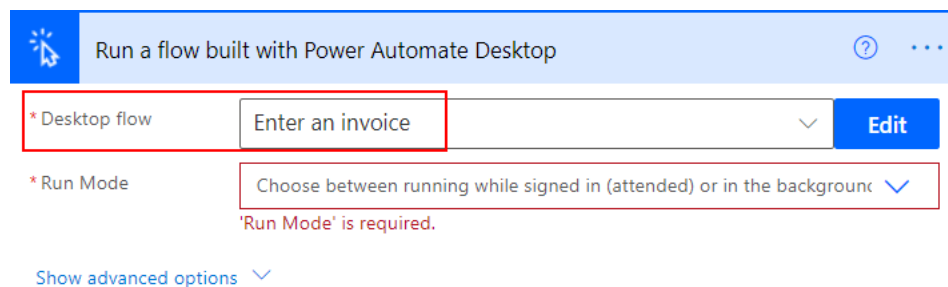 Run a flow built with Power Automate Desktop
* Desktop flow
Enter an invoice
Edit
* Run Mode
Choose between running while signed in (attended) or in the
'Run Mode' is required.
Show advanced options